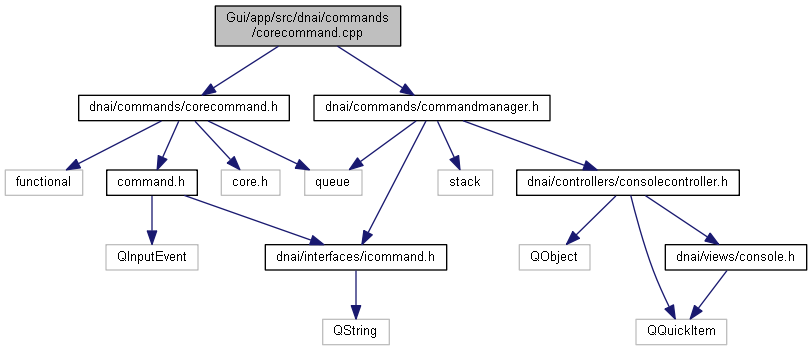 Gui/app/src/dnai/commands
/corecommand.cpp
dnai/commands/corecommand.h
dnai/commands/commandmanager.h
functional
command.h
core.h
queue
stack
dnai/controllers/consolecontroller.h
QInputEvent
dnai/interfaces/icommand.h
QObject
dnai/views/console.h
QString
QQuickItem